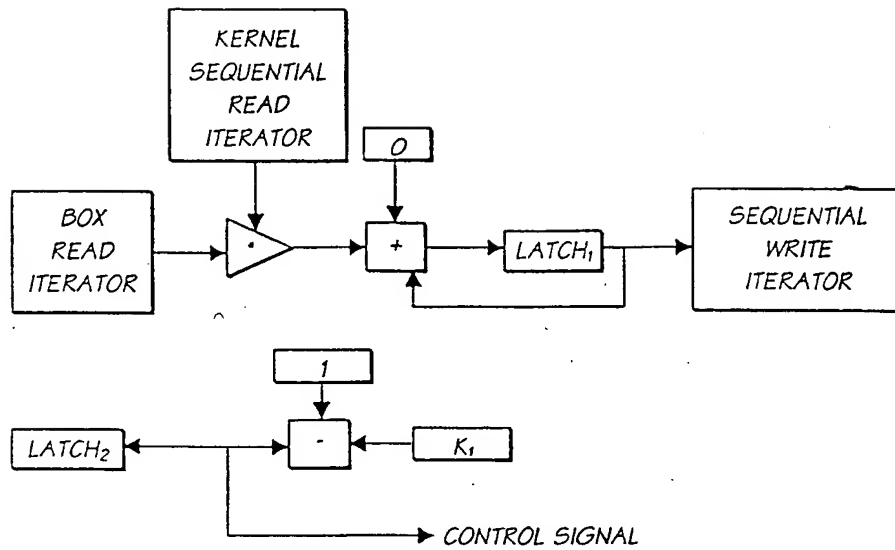 KERNEL
SEQUENTIAL
READ
ITERATOR
0
BOX
READ
ITERATOR
•
+
LATCH₁
SEQUENTIAL
WRITE
ITERATOR
1
LATCH₂
-
K₁
CONTROL SIGNAL